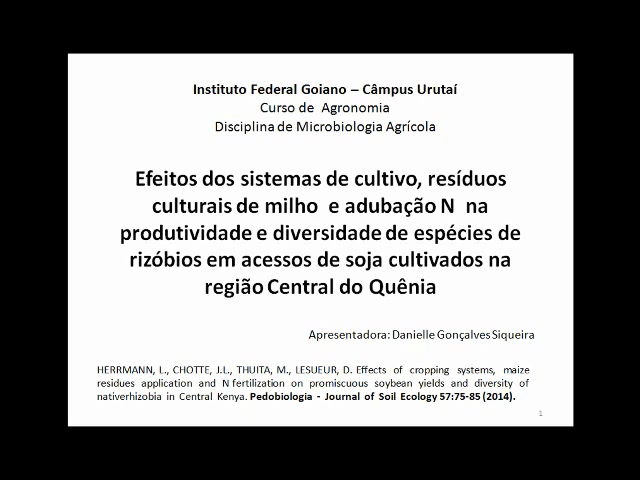 Instituto Federal Goiano – Câmpus Urutaí
Curso de Agronomia
Disciplina de Microbiologia Agrícola
Efeitos dos sistemas de cultivo, resíduos
culturais de milho e adubação N na
produtividade e diversidade de espécies de
rizóbios em acessos de soja cultivados na
região Central do Quênia
Apresentadora: Danielle Gonçalves Siqueira
HERRMANN, L., CHOTTE, J.L., THUITA, M., LESUEUR, D. Effects of cropping systems, maize
residues application and N fertilization on promiscuous soybean yields and diversity of
nativerhizobia in Central Kenya. Pedobiologia - Journal of Soil Ecology 57:75-85 (2014).
1